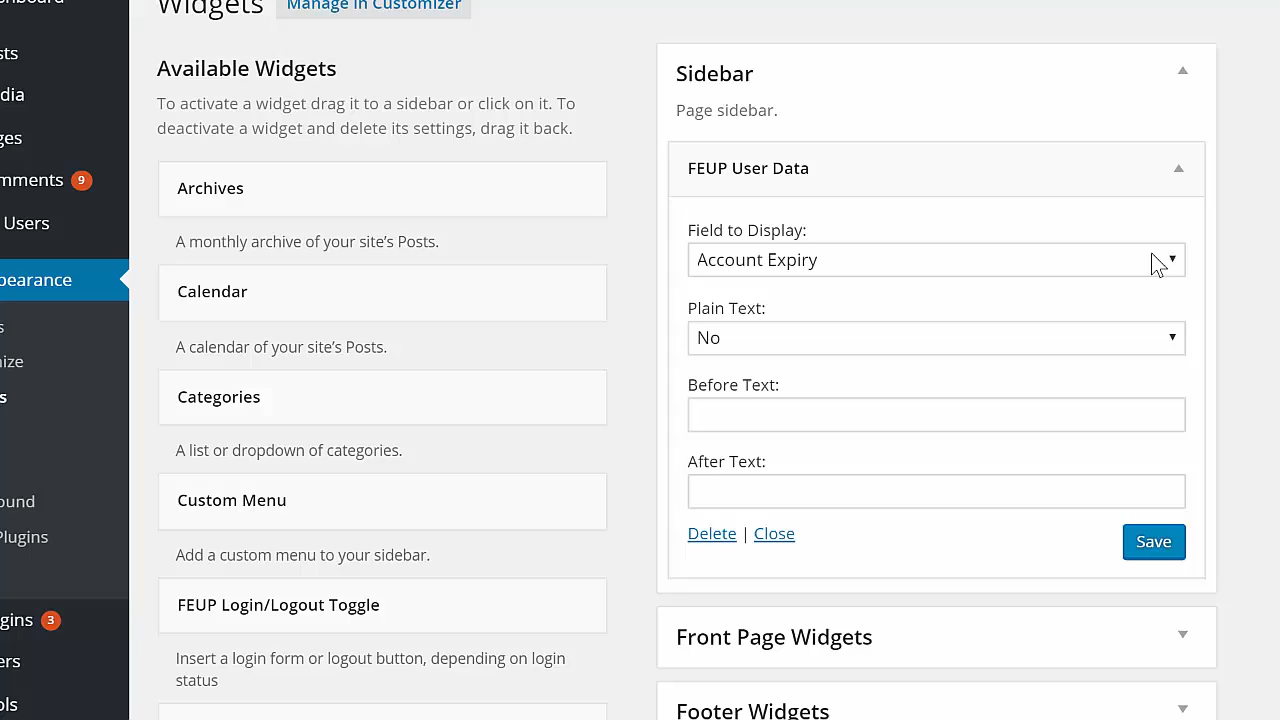 Widgets
Manage in Customizer
sts
dia
ges
mments 9
Users
pearance
s
ize
s
ound
Plugins
gins 3
ers
ols
Available Widgets
To activate a widget drag it to a sidebar or click on it. To
deactivate a widget and delete its settings, drag it back.
Archives
A monthly archive of your site's Posts.
Calendar
A calendar of your site's Posts.
Categories
A list or dropdown of categories.
Custom Menu
Add a custom menu to your sidebar.
FEUP Login/Logout Toggle
Insert a login form or logout button, depending on login
status
Sidebar
Page sidebar.
FEUP User Data
Field to Display:
Account Expiry
Plain Text:
No
Before Text:
After Text:
Delete | Close
Save
Front Page Widgets
Footer Widgets